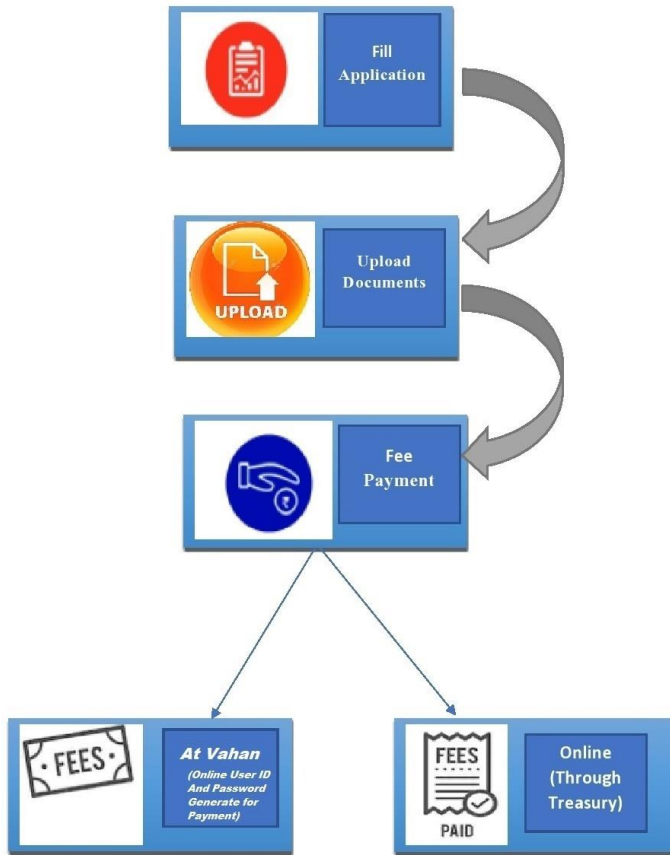 Fill
Application
UPLOAD
Upload
Documents
₹
Fee
Payment
FEES
At Vahan
(Online User ID
And Password
Generate for
Payment)
FEES
PAID
Online
(Through
Treasury)